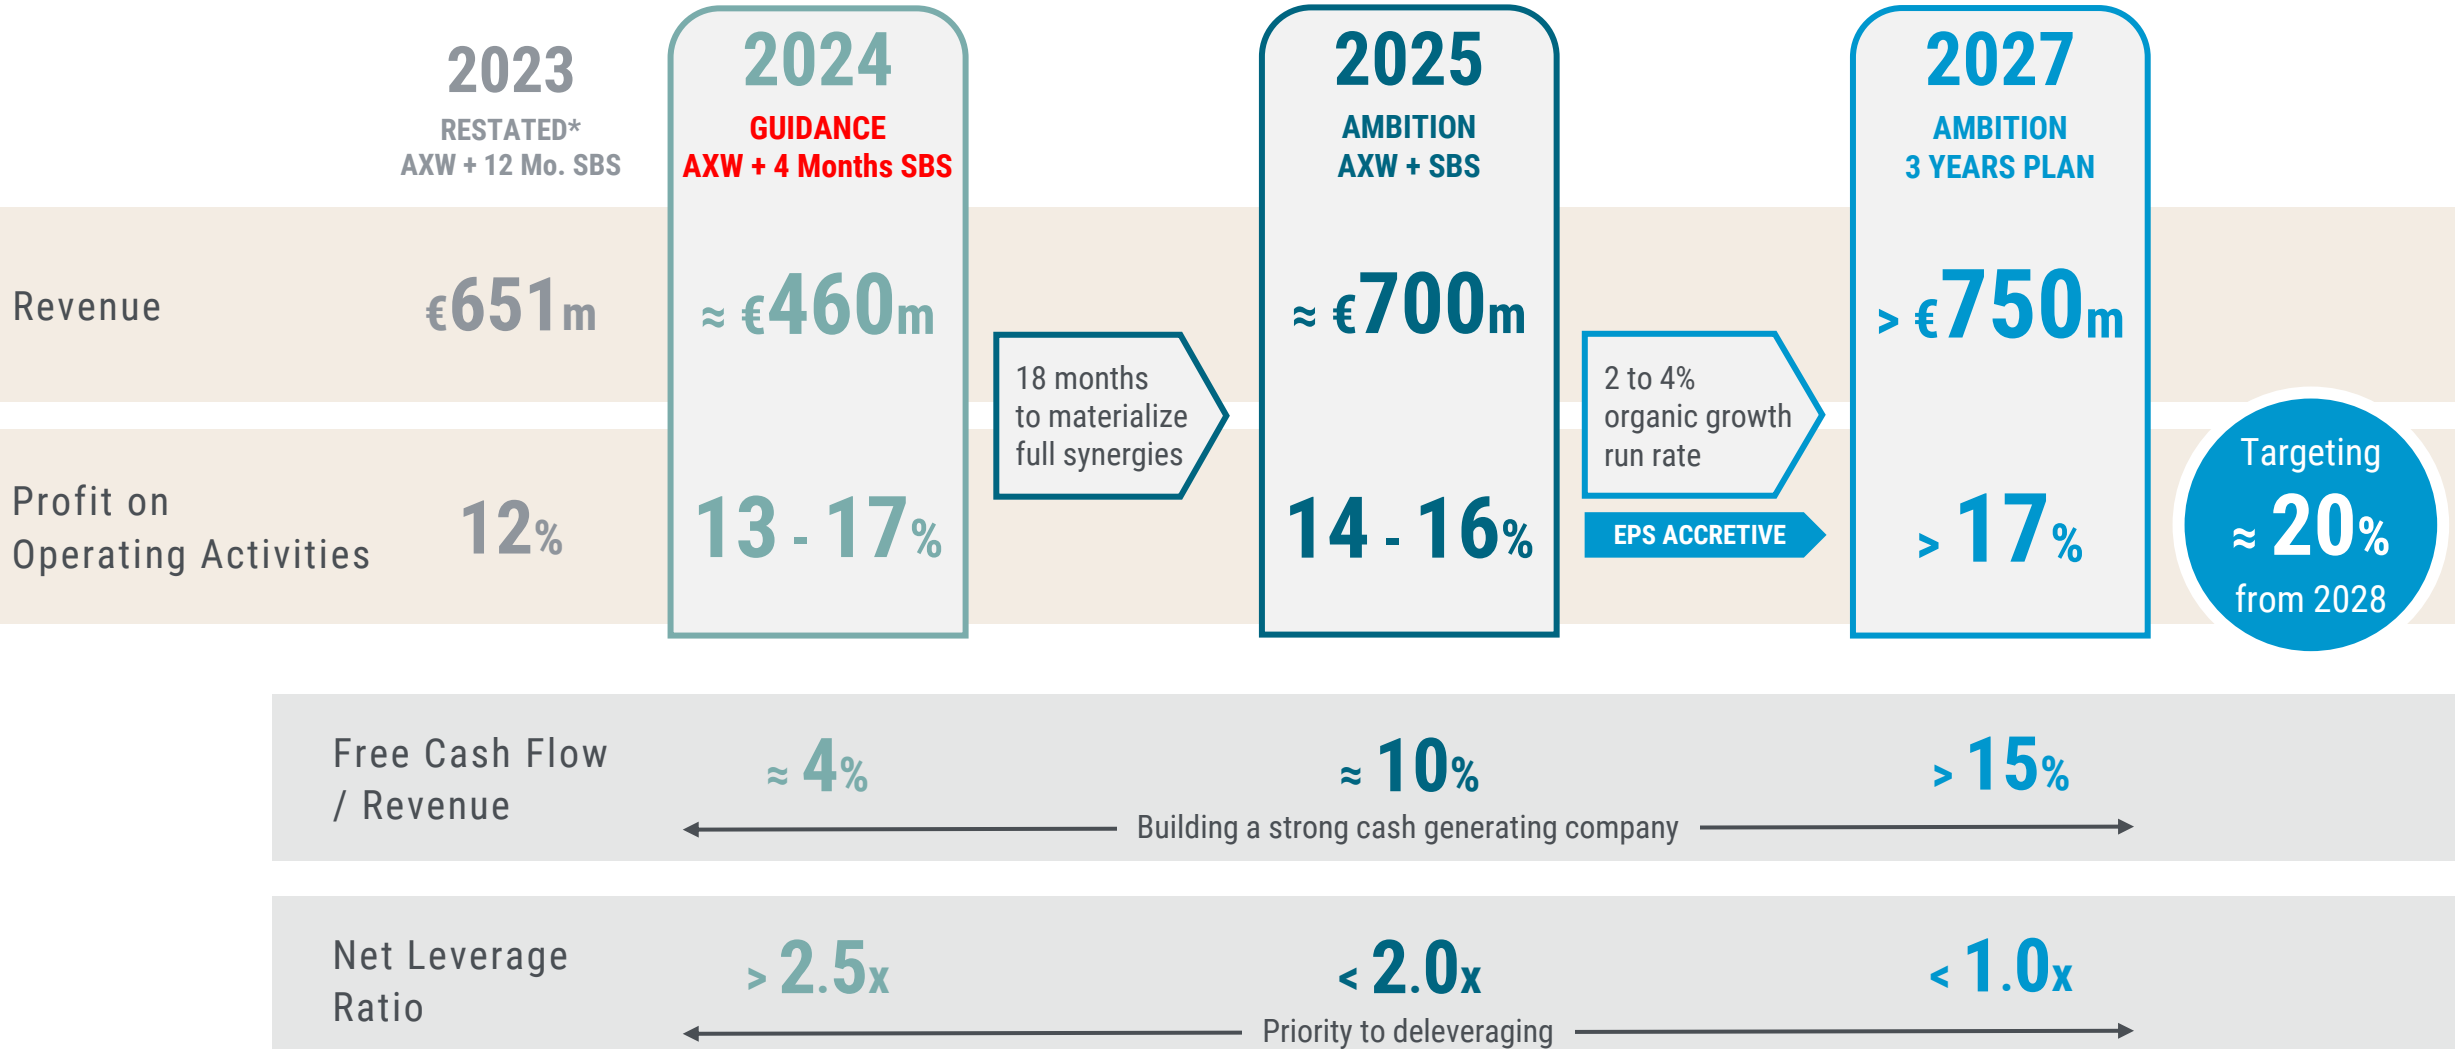 2023
RESTATED*
AXW + 12 Mo. SBS
2024
GUIDANCE
AXW + 4 Months SBS
2025
AMBITION
AXW + SBS
2027
AMBITION
3 YEARS PLAN
Revenue
€651m
≈ €460m
≈ €700m
> €750m
18 months
to materialize
full synergies
2 to 4%
organic growth
run rate
EPS ACCRETIVE
Profit on
Operating Activities
12%
13 - 17%
14 - 16%
> 17%
Targeting
≈ 20%
from 2028
Free Cash Flow
/ Revenue
≈ 4%
≈ 10%
> 15%
Building a strong cash generating company
Net Leverage
Ratio
> 2.5x
< 2.0x
< 1.0x
Priority to deleveraging